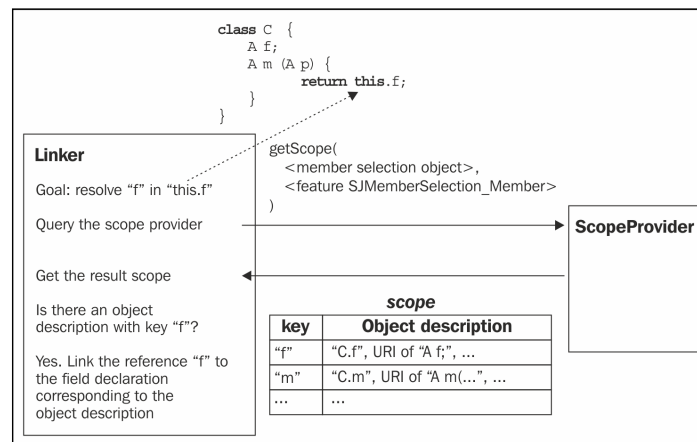 class C {
A f;
A m (A p) {
return this.f;
}
}
Linker
Goal: resolve “f” in “this.f”
Query the scope provider
Get the result scope
Is there an object
description with key “f”?
Yes. Link the reference “f” to
the field declaration
corresponding to the
object description
getScope(
<member selection object>,
<feature SJMemberSelection_Member>
)
ScopeProvider
scope
key Object description
“f” “C.f”, URI of “A f;”, ...
“m” “C.m”, URI of “A m(...”, ...
... ...